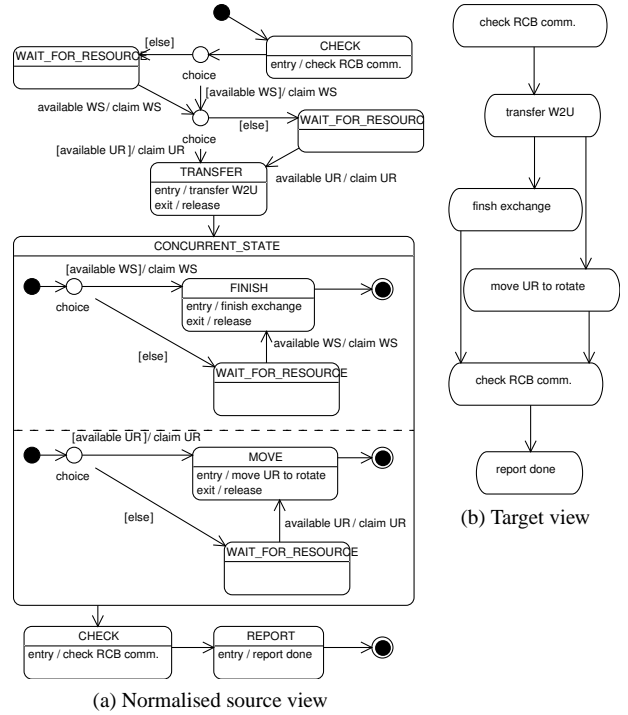 CHECK
entry / check RCB comm.
[else]
WAIT_FOR_RESOURCE
choice
[available WS]/ claim WS
available WS/ claim WS
[else]
WAIT_FOR_RESOURC
choice
[available UR]/ claim UR
available UR / claim UR
TRANSFER
entry / transfer W2U
exit / release
CONCURRENT_STATE
[available WS]/ claim WS
choice
FINISH
entry / finish exchange
exit / release
[else]
available WS / claim WS
WAIT_FOR_RESOURCE
[available UR]/ claim UR
choice
MOVE
entry / move UR to rotate
exit / release
[else]
available UR / claim UR
WAIT_FOR_RESOURCE
CHECK
entry / check RCB comm.
REPORT
entry / report done
(a) Normalised source view
check RCB comm.
transfer W2U
finsh exchange
move UR to rotate
check RCB comm.
report done
(b) Target view